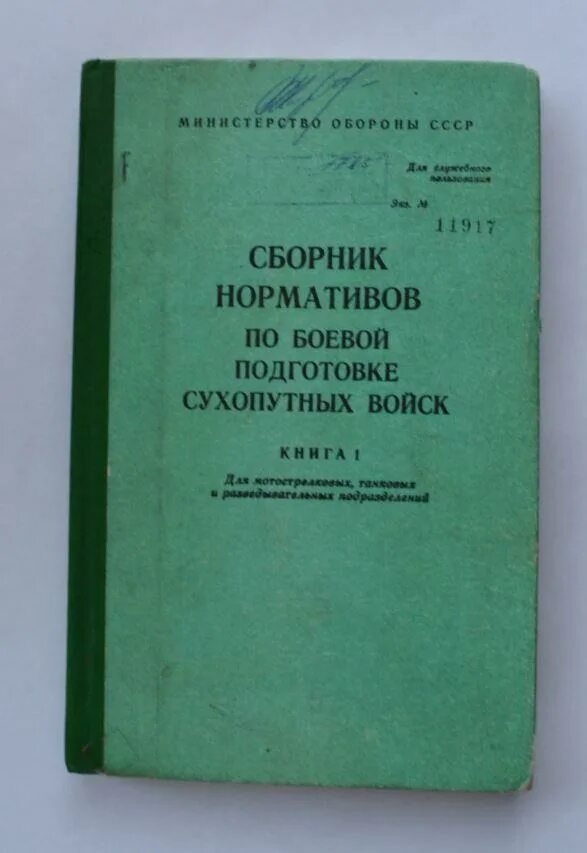 МИНИСТЕРСТВО ОБОРОНЫ СССР
Для служебного
пользования
Экз. №
11917
СБОРНИК
НОРМАТИВОВ
ПО БОЕВОЙ
ПОДГОТОВКЕ
СУХОПУТНЫХ ВОЙСК
КНИГА 1
Для мотострелковых, танковых
и разведывательных подразделений